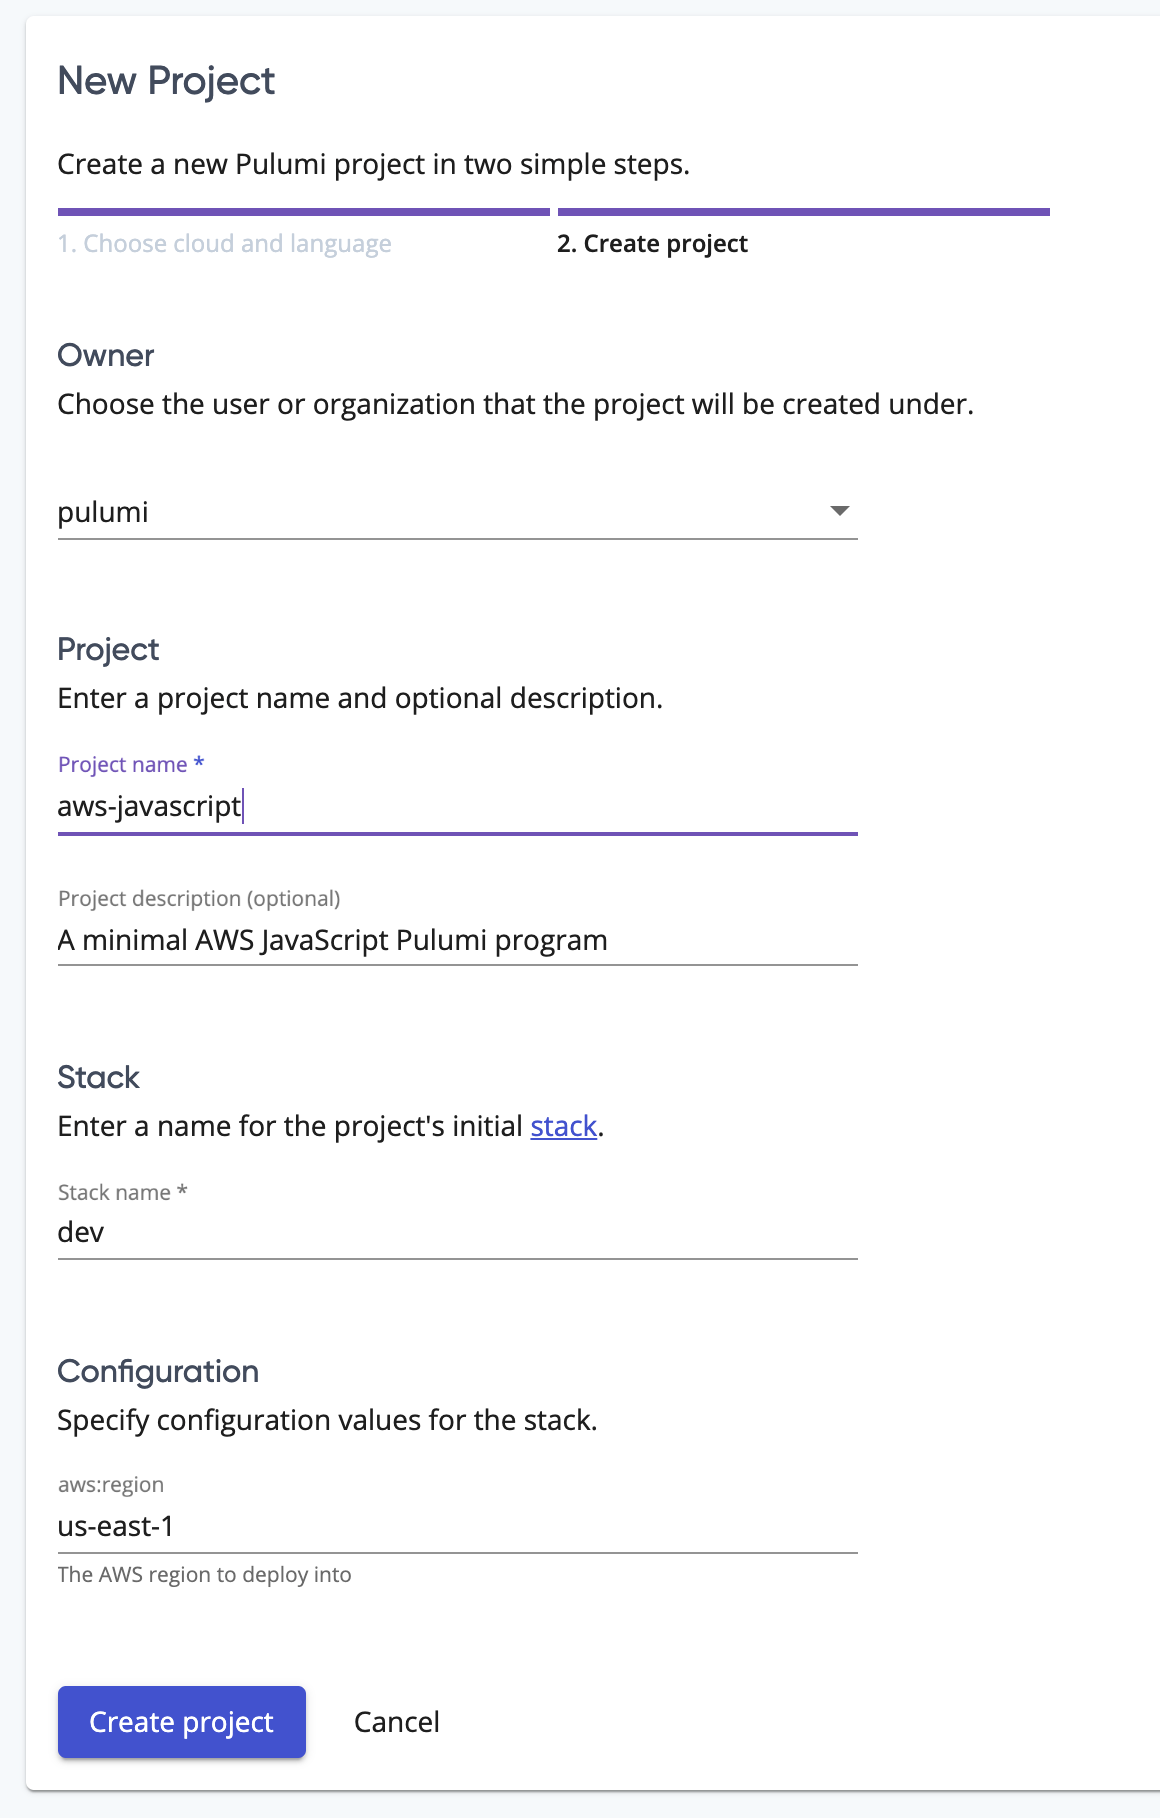 New Project
Create a new Pulumi project in two simple steps.
1. Choose cloud and language
2. Create project
Owner
Choose the user or organization that the project will be created under.
pulumi
Project
Enter a project name and optional description.
Project name *
aws-javascript
Project description (optional)
A minimal AWS JavaScript Pulumi program
Stack
Enter a name for the project's initial stack.
Stack name *
dev
Configuration
Specify configuration values for the stack.
aws:region
us-east-1
The AWS region to deploy into
Create project
Cancel